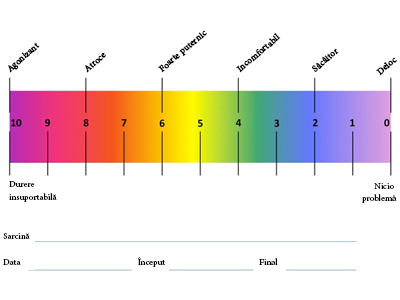 Agonizant
Atroce
Foarte puternic
Incomfortabil
Sâcâitor
Deloc
10 9 8 7 6 5 4 3 2 1 0
Durere
insuportabilă
Nicio
problemă
Sarcină
Data Început Final